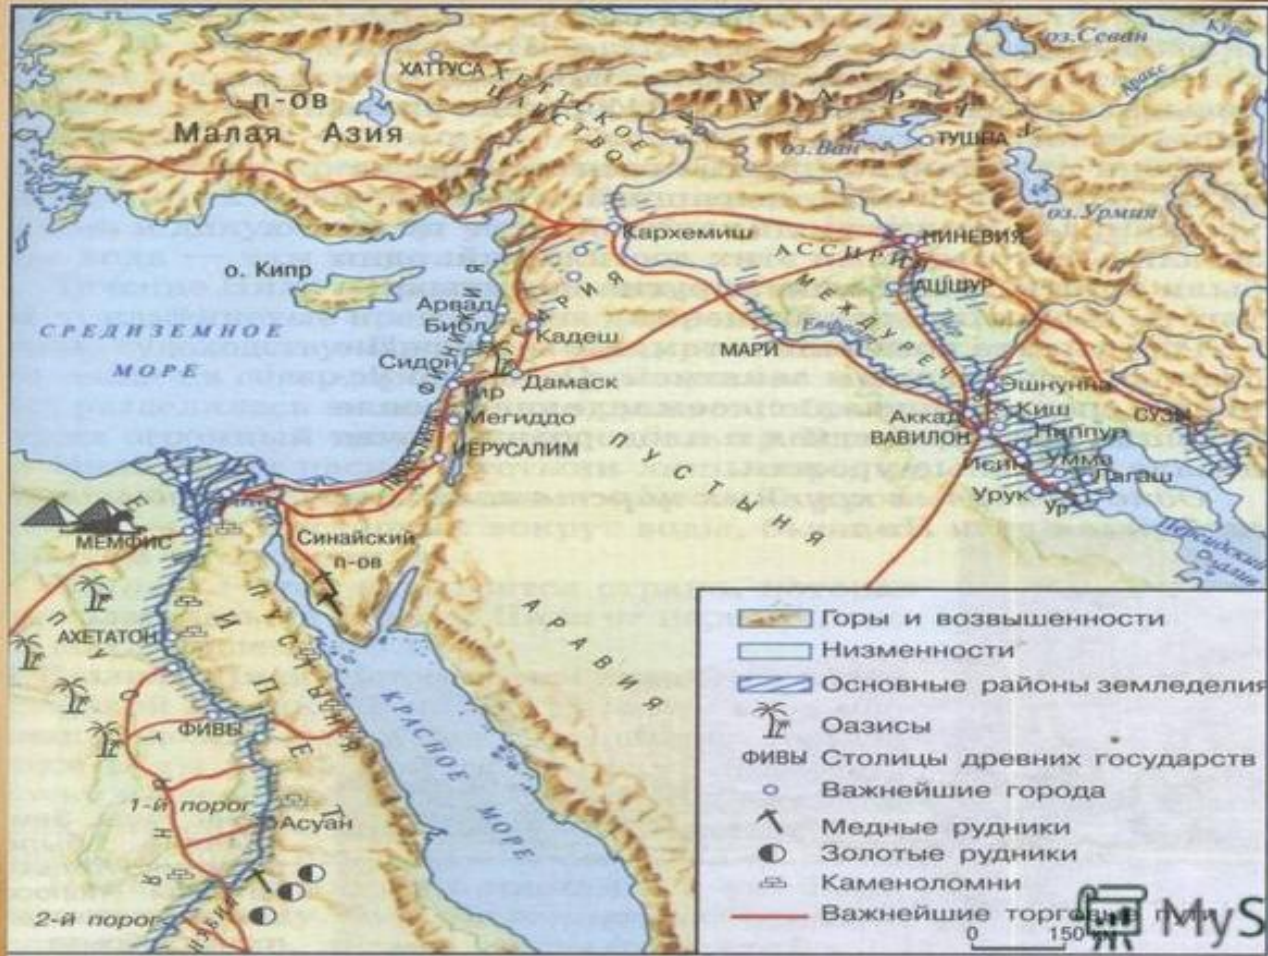 оз.Севан
Кура
Аракс
ХАТТУСА
ХЕТТСКОЕ
ЦАРСТВО
п-ов
Малая Азия
УРАРТУ
оз.Ван
ТУШПА
оз.Урмия
Кархемиш
НИНЕВИЯ
АССИРИЯ
АШШУР
о. Кипр
МЕЖДУРЕЧЬЕ
Тигр
Евфрат
СИРИЯ
ФИНИКИЯ
Арвад
Библ
СРЕДИЗЕМНОЕ
МОРЕ
Кадеш
МАРИ
Сидон
Дамаск
Тир
Мегиддо
Эшнунна
Аккад
Киш
СУЗЫ
ВАВИЛОН
Ниппур
ИЕРУСАЛИМ
Исин
Умма
Лагаш
Урук
Ур
ПУСТЫНЯ
Персидский
залив
МЕМФИС
Синайский
п-ов
АРАВИЯ
АХЕТАТОН
ЕГИПЕТ
ПУСТЫНЯ
ПУСТЫНЯ
КРАСНОЕ МОРЕ
ФИВЫ
1-й порог
Асуан
2-й порог
НУБИЯ
Горы и возвышенности
Низменности
Основные районы земледелия
Оазисы
ФИВЫ Столицы древних государств
Важнейшие города
Медные рудники
Золотые рудники
Каменоломни
Важнейшие торговые пути
0 150 км
MyS